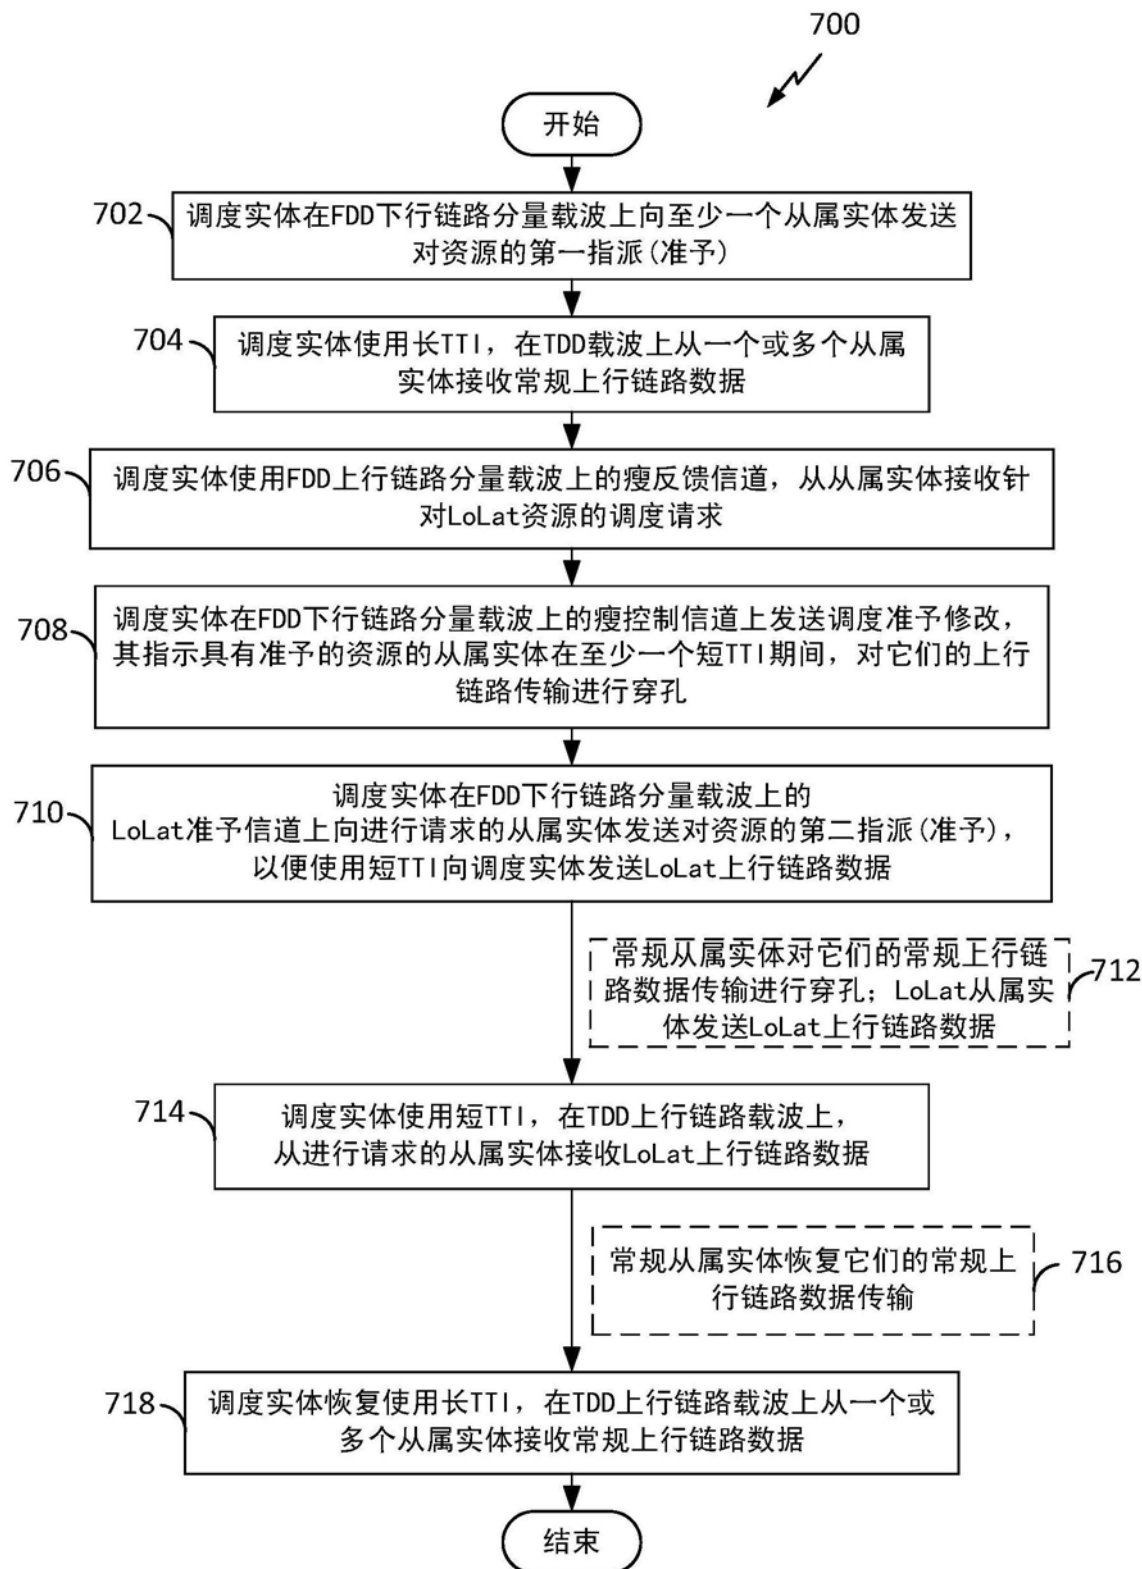 700
开始
702
调度实体在FDD下行链路分量载波上向至少一个从属实体发送
对资源的第一指派(准予)
704
调度实体使用长TTI，在TDD载波上从一个或多个从属
实体接收常规上行链路数据
706
调度实体使用FDD上行链路分量载波上的瘦反馈信道，从从属实体接收针
对LoLat资源的调度请求
708
调度实体在FDD下行链路分量载波上的瘦控制信道上发送调度准予修改，
其指示具有准予的资源的从属实体在至少一个短TTI期间，对它们的上行
链路传输进行穿孔
710
调度实体在FDD下行链路分量载波上的
LoLat准予信道上向进行请求的从属实体发送对资源的第二指派(准予)，
以便使用短TTI向调度实体发送LoLat上行链路数据
常规从属实体对它们的常规上行链
路数据传输进行穿孔；LoLat从属实
体发送LoLat上行链路数据
712
714
调度实体使用短TTI，在TDD上行链路载波上，
从进行请求的从属实体接收LoLat上行链路数据
常规从属实体恢复它们的常规上
行链路数据传输
716
718
调度实体恢复使用长TTI，在TDD上行链路载波上从一个或
多个从属实体接收常规上行链路数据
结束